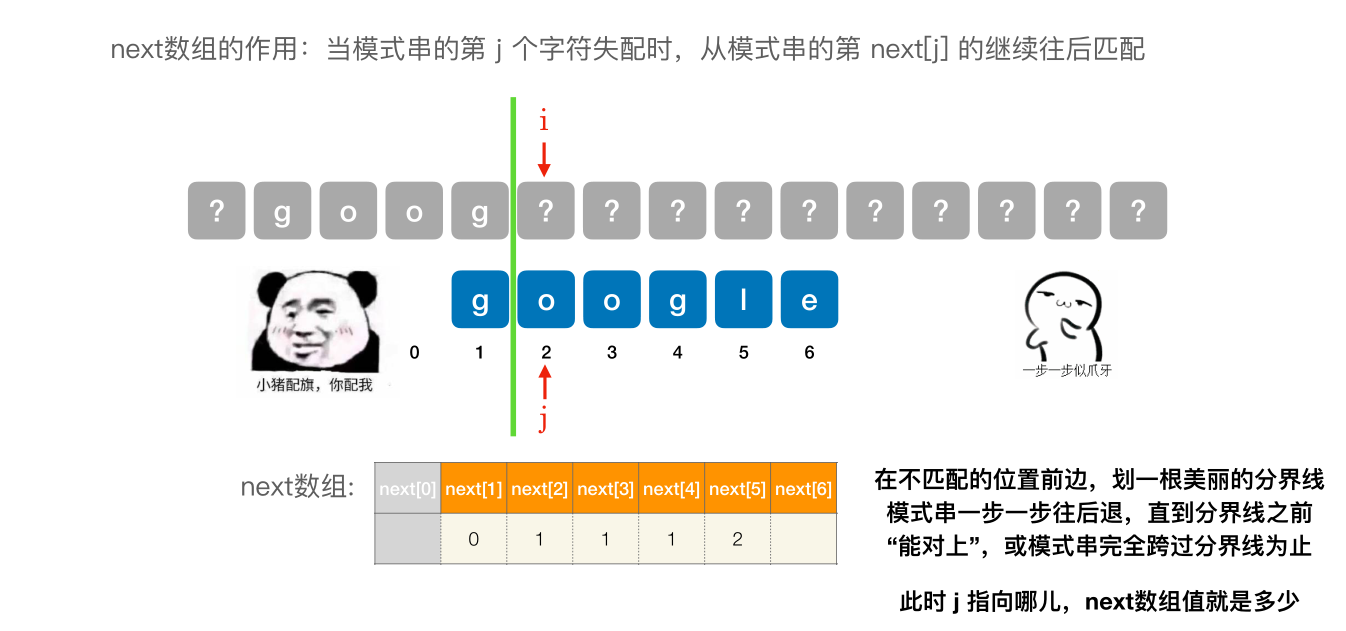 next数组的作用：当模式串的第 j 个字符失配时，从模式串的第 next[j] 的继续往后匹配
i
? g o o g ? ? ? ? ? ? ? ? ? ?
g o o g l e
0 1 2 3 4 5 6
小猪配旗，你配我
一步一步似爪牙
j
next数组:
next[0] next[1] next[2] next[3] next[4] next[5] next[6]
0 1 1 1 2
在不匹配的位置前边，划一根美丽的分界线
模式串一步一步往后退，直到分界线之前
“能对上”，或模式串完全跨过分界线为止
此时 j 指向哪儿，next数组值就是多少